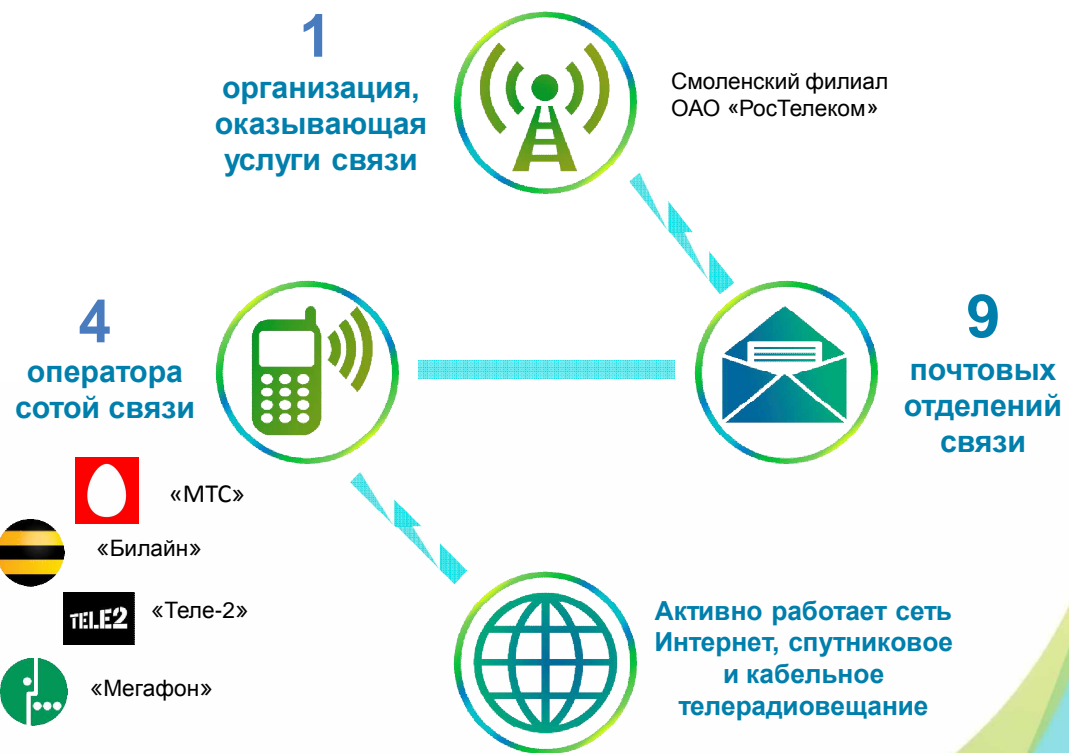 1
организация,
оказывающая
услуги связи
Смоленский филиал
ОАО «РосТелеком»
4
оператора
сотой связи
9
почтовых
отделений
связи
«МТС»
«Билайн»
TELE2 «Теле-2»
«Мегафон»
Активно работает сеть
Интернет, спутниковое
и кабельное
телерадиовещание